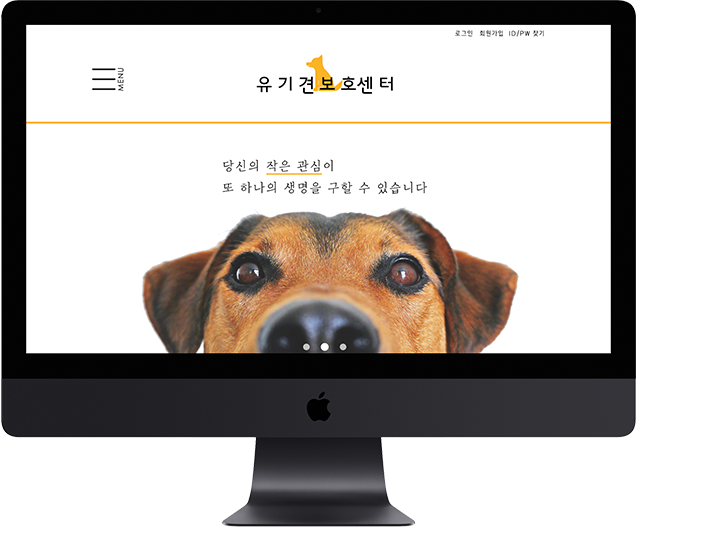 로그인 회원가입 ID/PW 찾기
MENU
유기견보호센터
당신의 작은 관심이
또 하나의 생명을 구할 수 있습니다